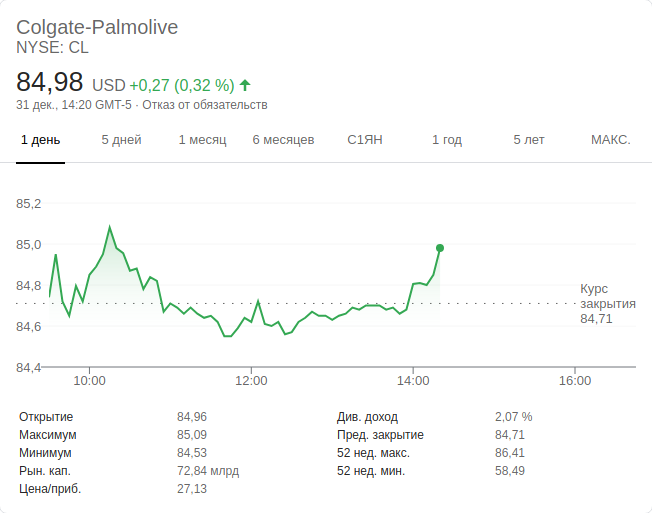 Colgate-Palmolive
NYSE: CL
84,98 USD +0,27 (0,32 %)
31 дек., 14:20 GMT-5 · Отказ от обязательств
1 день 5 дней 1 месяц 6 месяцев С1ЯН 1 год 5 лет МАКС.
85,2
85,0
84,8
84,6
84,4
Курс
закрытия
84,71
10:00 12:00 14:00 16:00
Открытие 84,96 Див. доход 2,07 %
Максимум 85,09 Пред. закрытие 84,71
Минимум 84,53 52 нед. макс. 86,41
Рын. кап. 72,84 млрд 52 нед. мин. 58,49
Цена/приб. 27,13